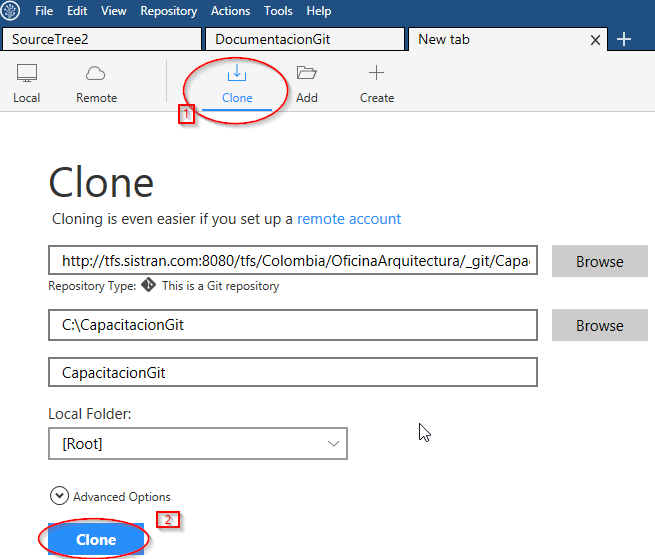 File Edit View Repository Actions Tools Help
SourceTree2 DocumentacionGit New tab
Local Remote Clone Add Create
1
Clone
Cloning is even easier if you set up a remote account
http://tfs.sistran.com:8080/tfs/Colombia/OficinaArquitectura/_git/Capac Browse
Repository Type: This is a Git repository
C:\CapacitacionGit Browse
CapacitacionGit
Local Folder:
[Root]
Advanced Options
2
Clone